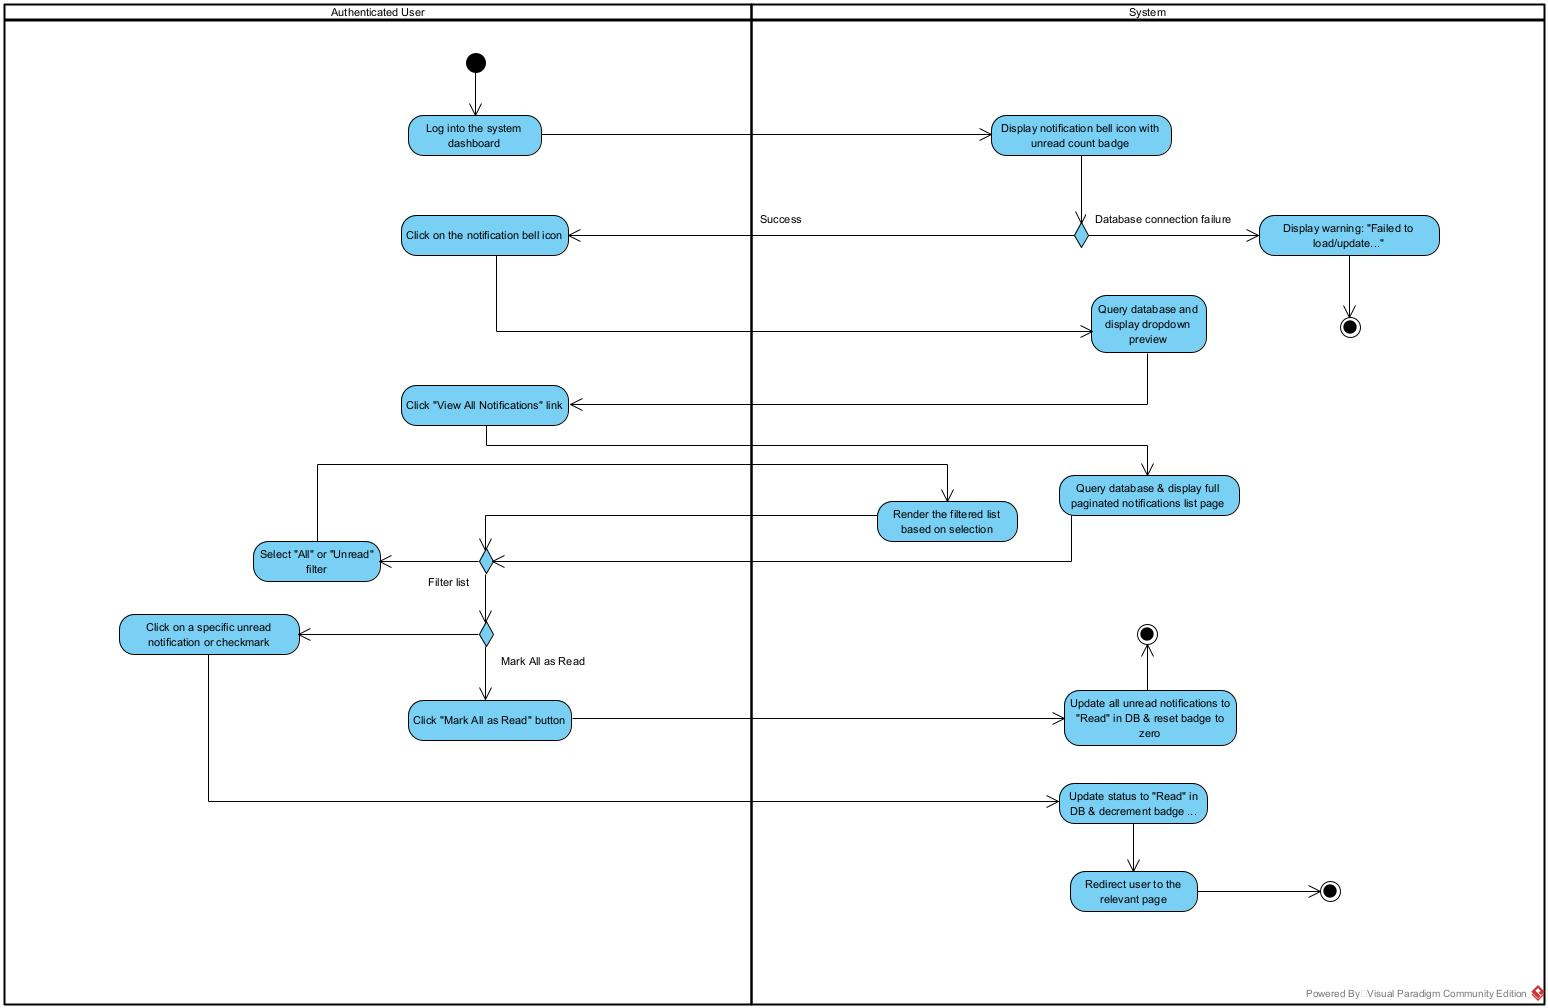 Authenticated User
System
Log into the system
dashboard
Display notification bell icon with
unread count badge
Success
Database connection failure
Click on the notification bell icon
Display warning: "Failed to
load/update..."
Query database and
display dropdown
preview
Click "View All Notifications" link
Query database & display full
paginated notifications list page
Render the filtered list
based on selection
Select "All" or "Unread"
filter
Filter list
Click on a specific unread
notification or checkmark
Mark All as Read
Click "Mark All as Read" button
Update all unread notifications to
"Read" in DB & reset badge to
zero
Update status to "Read" in
DB & decrement badge ...
Redirect user to the
relevant page
Powered By Visual Paradigm Community Edition